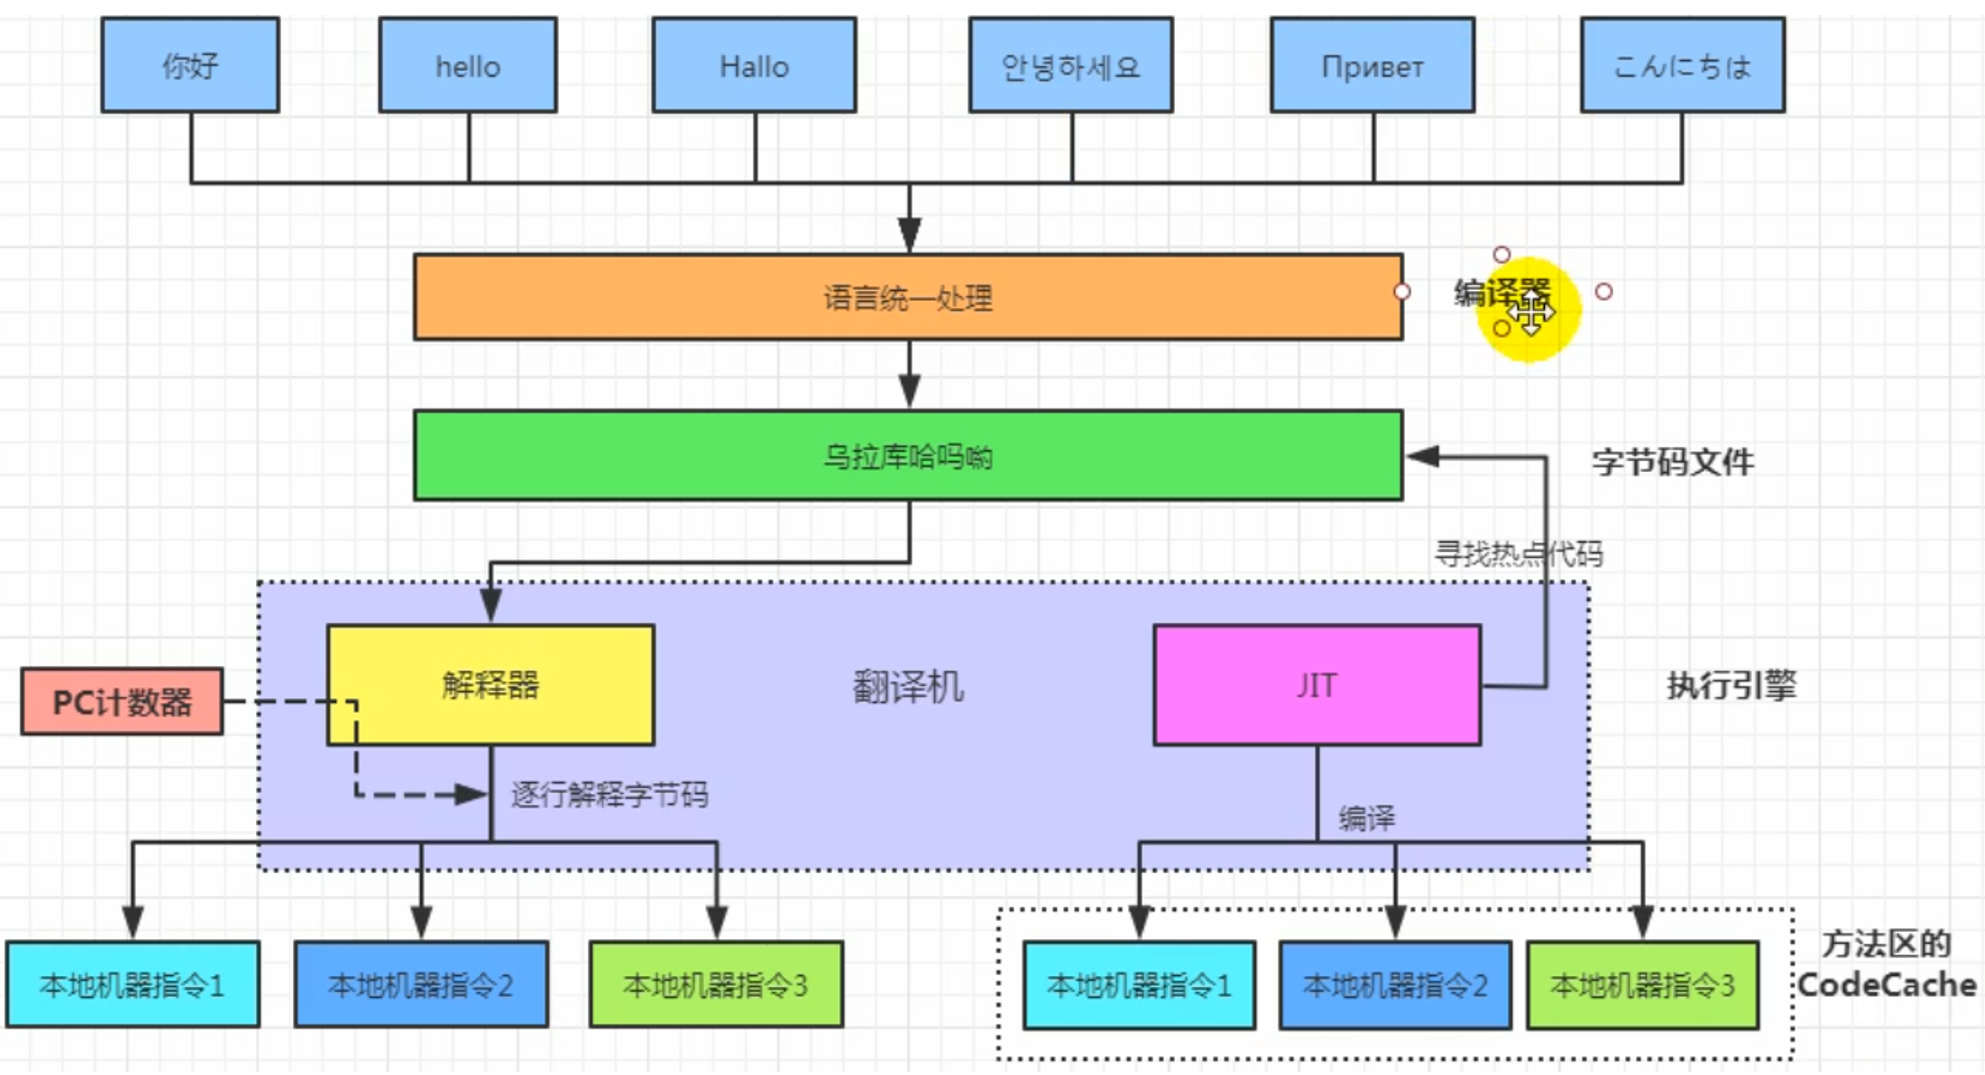 你好
hello
Hallo
안녕하세요
Привет
こんにちは
语言统一处理
编译器
乌拉库哈吗呦
字节码文件
寻找热点代码
解释器
翻译机
JIT
执行引擎
PC计数器
逐行解释字节码
编译
本地机器指令1
本地机器指令2
本地机器指令3
本地机器指令1
本地机器指令2
本地机器指令3
方法区的
CodeCache